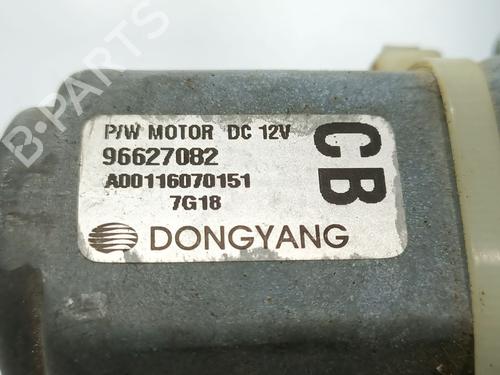 P/W MOTOR DC 12V
96627082
A00116070151
7G18
DONGYANG
CB
B-PARTS